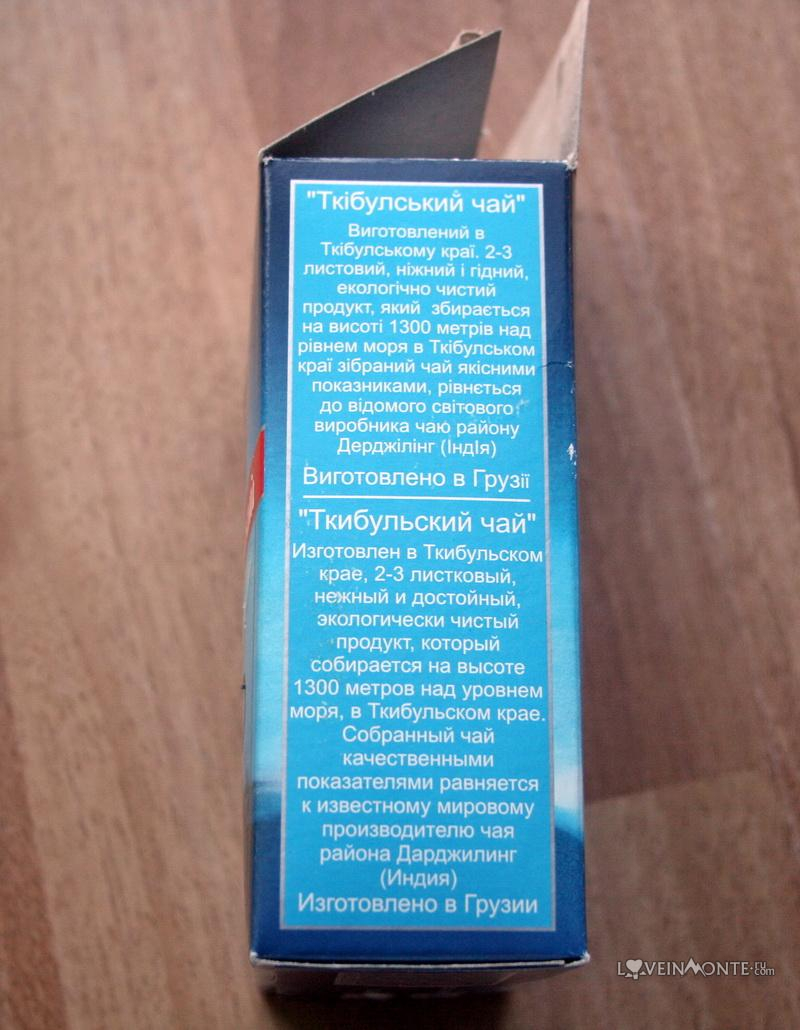 "Ткібулський чай"
Виготовлений в
Ткібулському краї. 2-3
листовий, ніжний і гідний,
екологічно чистий
продукт, який збирається
на висоті 1300 метрів над
рівнем моря в Ткібулськом
краї зібраний чай якісними
показниками, рівнється
до відомого світового
виробника чаю району
Дерджілінг (ІндІя)
Виготовлено в Грузії
"Ткибульский чай"
Изготовлен в Ткибульском
крае, 2-3 листковый,
нежный и достойный,
экологически чистый
продукт, который
собирается на высоте
1300 метров над уровнем
моря, в Ткибульском крае.
Собранный чай
качественными
показателями равняется
к известному мировому
производителю чая
района Дарджилинг
(Индия)
Изготовлено в Грузии
LOVEINMONTE.RU .com